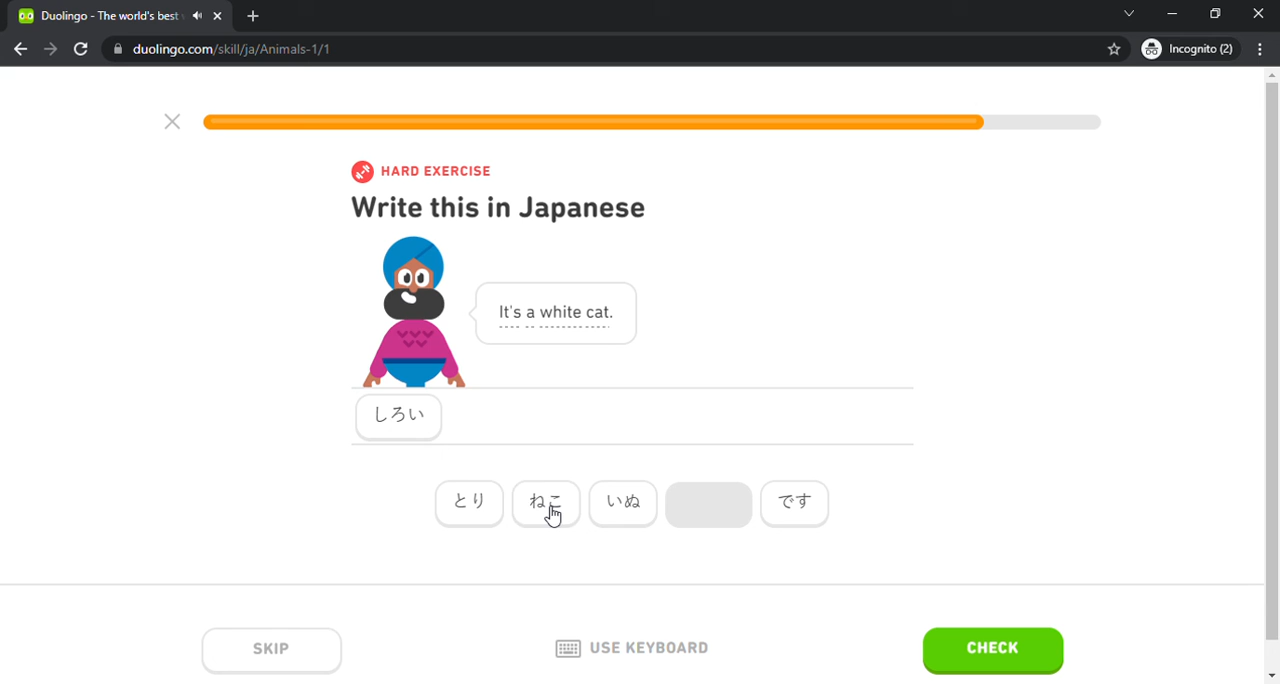 Duolingo - The world's best
duolingo.com/skill/ja/Animals-1/1
Incognito (2)
HARD EXERCISE
Write this in Japanese
It's a white cat.
しろい
とり ねこ いぬ です
SKIP
USE KEYBOARD
CHECK